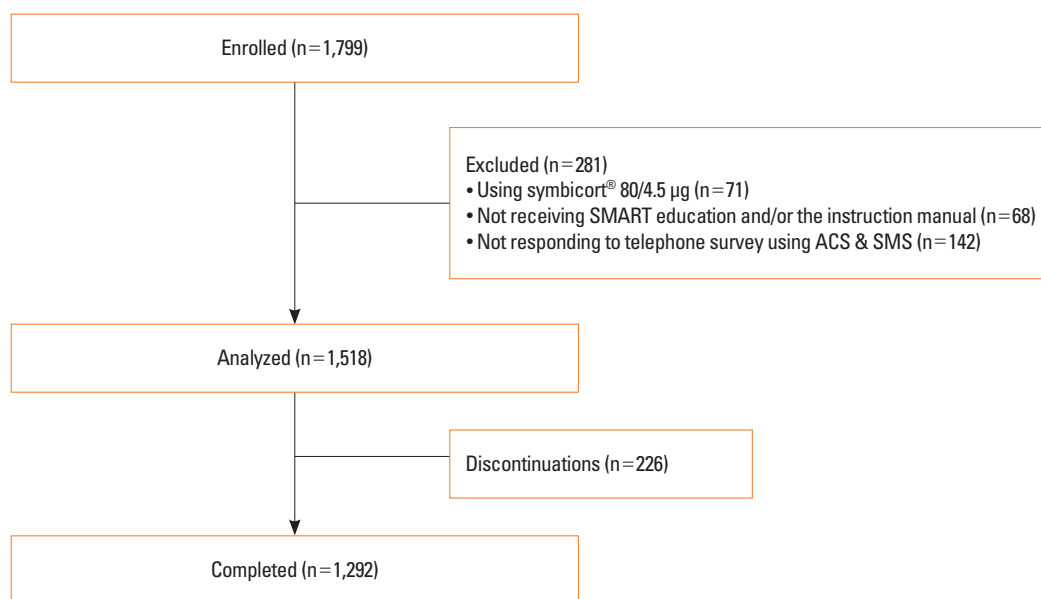 Enrolled (n=1,799)
Excluded (n=281)
• Using symbicort® 80/4.5 µg (n=71)
• Not receiving SMART education and/or the instruction manual (n=68)
• Not responding to telephone survey using ACS & SMS (n=142)
Analyzed (n=1,518)
Discontinuations (n=226)
Completed (n=1,292)